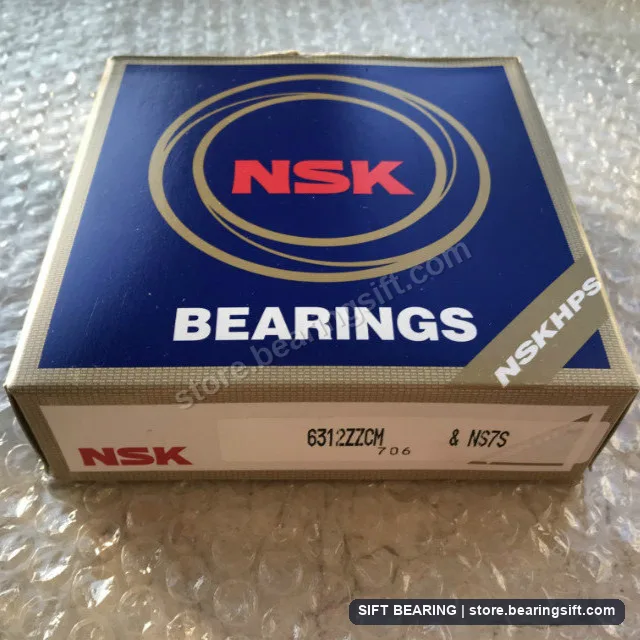 NSK
BEARINGS
NSKHPS
store.bearingsift.com
NSK
6312ZZCM & NS7S
706
SIFT BEARING | store.bearingsift.com